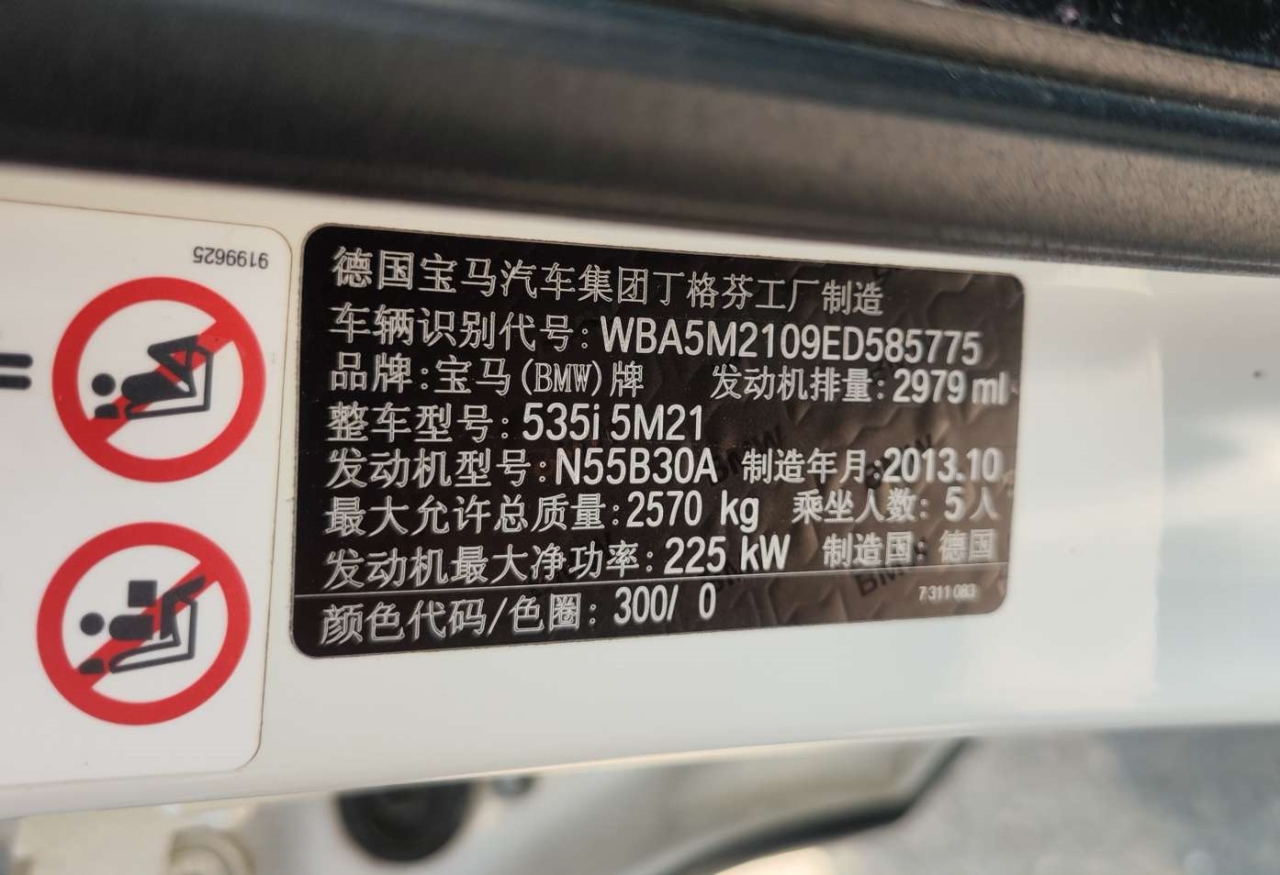 9199625
德国宝马汽车集团丁格芬工厂制造
车辆识别代号: WBA5M2109ED585775
品牌: 宝马(BMW)牌 发动机排量: 2979 ml
整车型号: 535i 5M21
发动机型号: N55B30A 制造年月: 2013.10
最大允许总质量: 2570 kg 乘坐人数: 5人
发动机最大净功率: 225 kW 制造国: 德国
颜色代码/色圈: 300/ 0
7 311 083